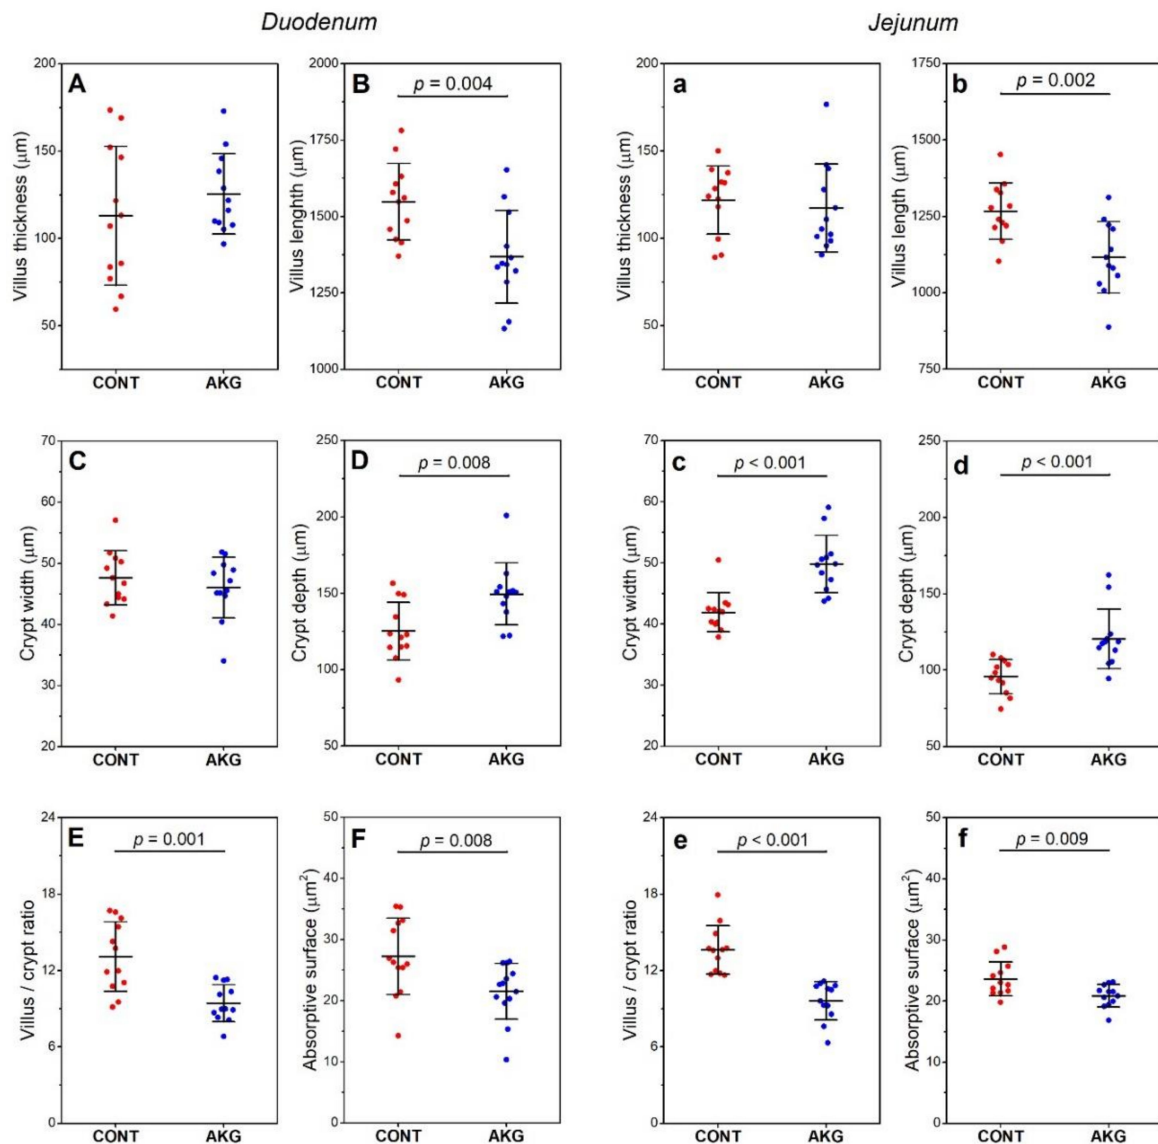 Duodenum
Jejunum
A
Villus thickness (μm)
200
150
100
50
CONT AKG
B
p = 0.004
Villus lenghth (μm)
2000
1750
1500
1250
1000
CONT AKG
a
Villus thickness (μm)
200
150
100
50
CONT AKG
b
p = 0.002
Villus length (μm)
1750
1500
1250
1000
750
CONT AKG
C
Crypt width (μm)
70
60
50
40
30
20
CONT AKG
D
p = 0.008
Crypt depth (μm)
250
200
150
100
50
CONT AKG
c
p < 0.001
Crypt width (μm)
70
60
50
40
30
20
CONT AKG
d
p < 0.001
Crypt depth (μm)
250
200
150
100
50
CONT AKG
E
p = 0.001
Villus / crypt ratio
24
18
12
6
0
CONT AKG
F
p = 0.008
Absorptive surface (μm²)
50
40
30
20
10
0
CONT AKG
e
p < 0.001
Villus / crypt ratio
24
18
12
6
0
CONT AKG
f
p = 0.009
Absorptive surface (μm²)
50
40
30
20
10
0
CONT AKG